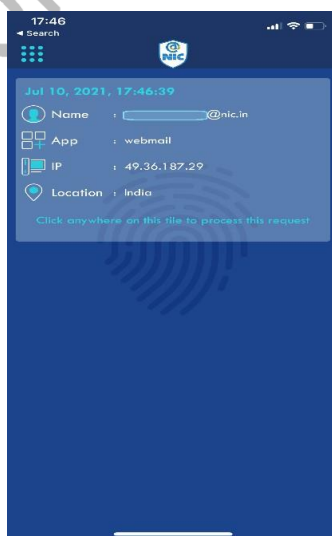 17:46
◀ Search
@
NIC
Jul 10, 2021, 17:46:39
Name : @nic.in
App : webmail
IP : 49.36.187.29
Location : India
Click anywhere on this tile to process this request